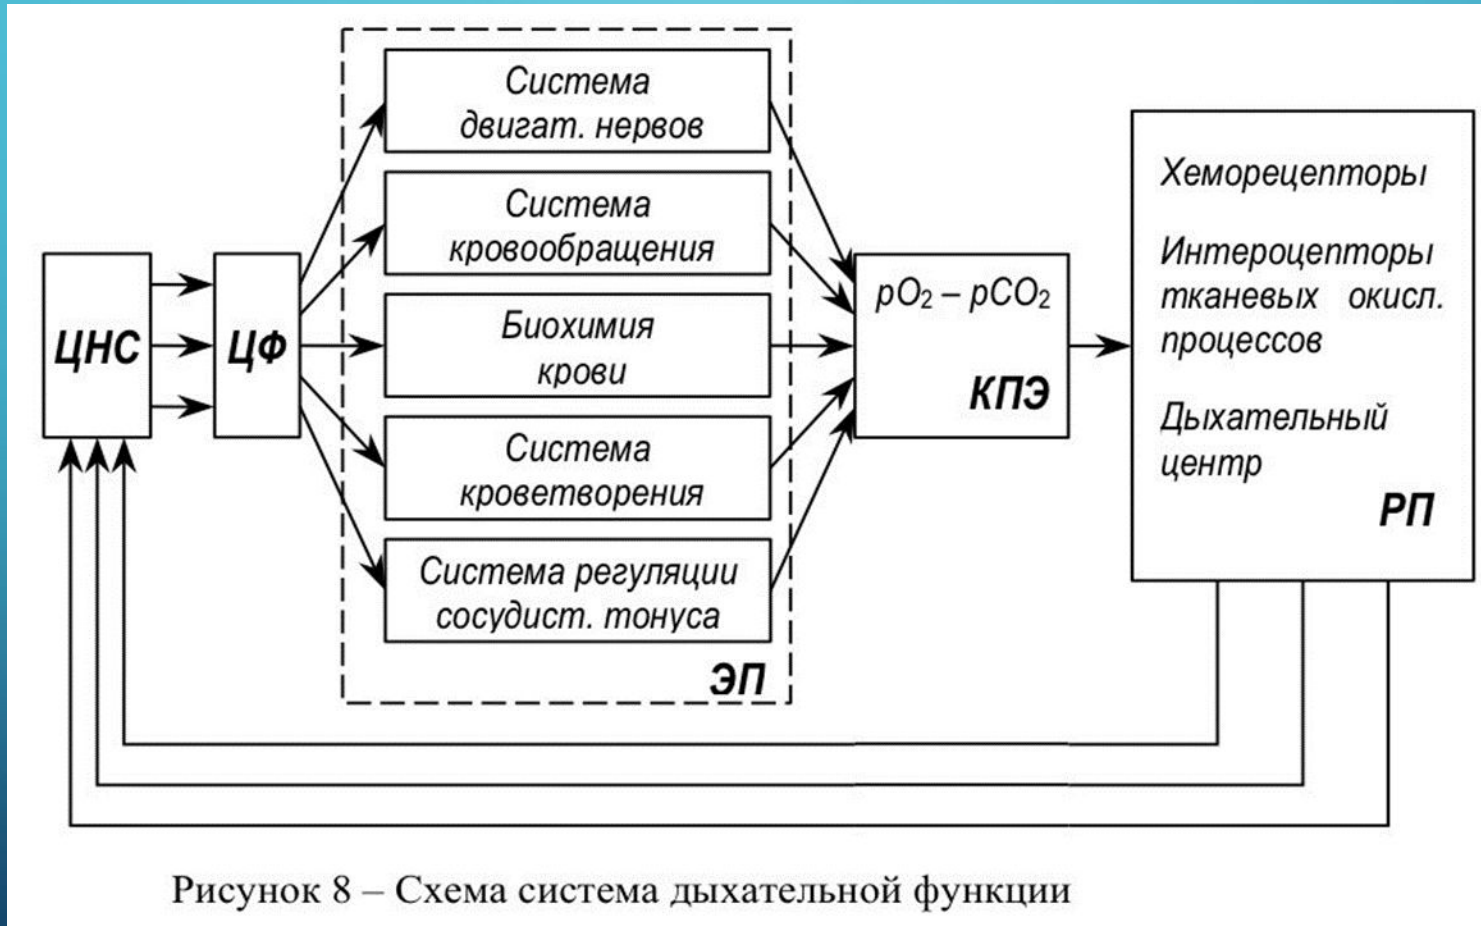 ЦНС
ЦФ
Система
двигат. нервов
Система
кровообращения
Биохимия
крови
Система
кроветворения
Система регуляции
сосудист. тонуса
ЭП
pO₂ – pCO₂
КПЭ
Хеморецепторы
Интероцепторы
тканевых окисл.
процессов
Дыхательный
центр
РП
Рисунок 8 – Схема система дыхательной функции